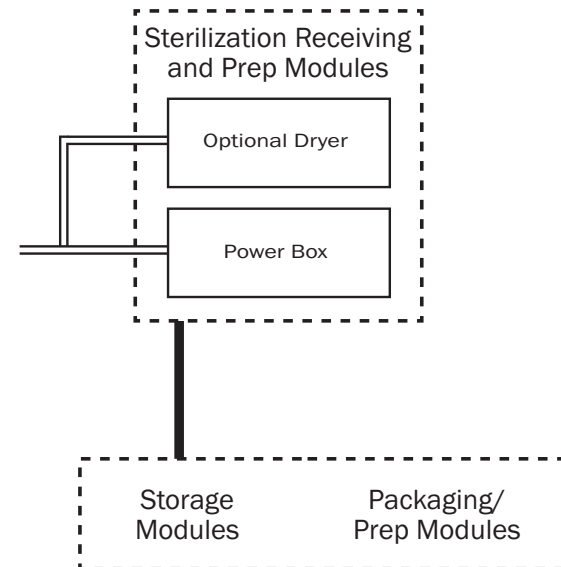 Sterilization Receiving
and Prep Modules
Optional Dryer
Power Box
Storage
Modules
Packaging/
Prep Modules